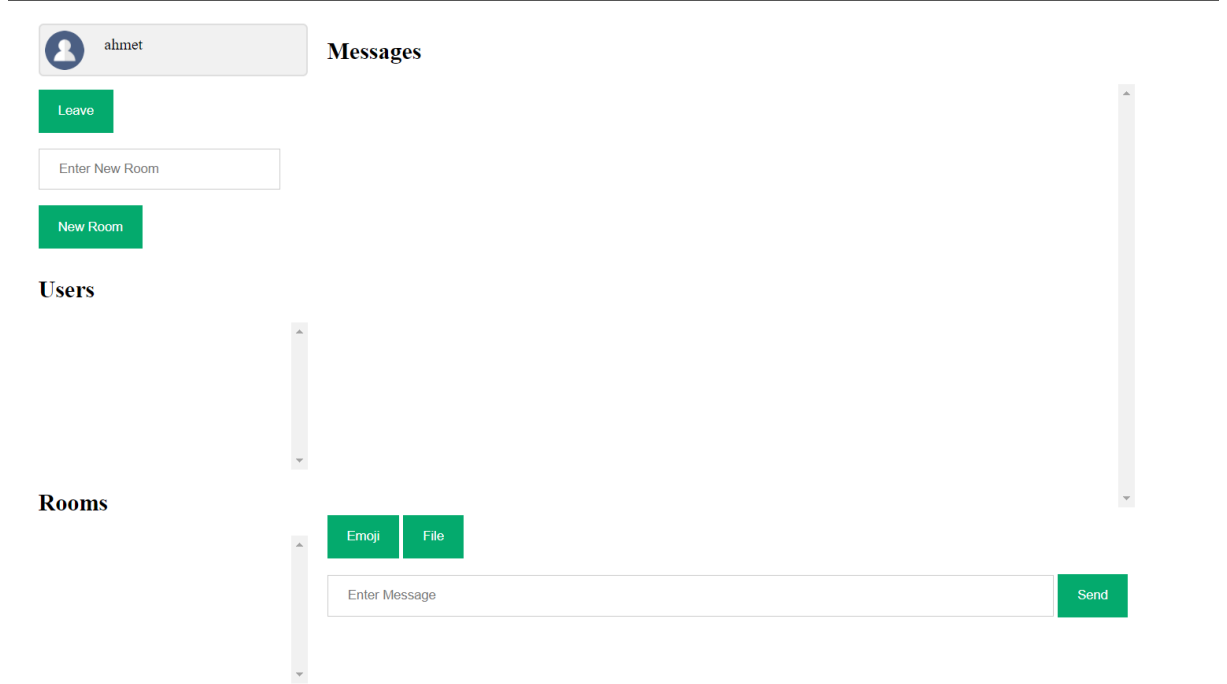 ahmet
Leave
Enter New Room
New Room
Users
Rooms
Messages
Emoji File
Enter Message Send